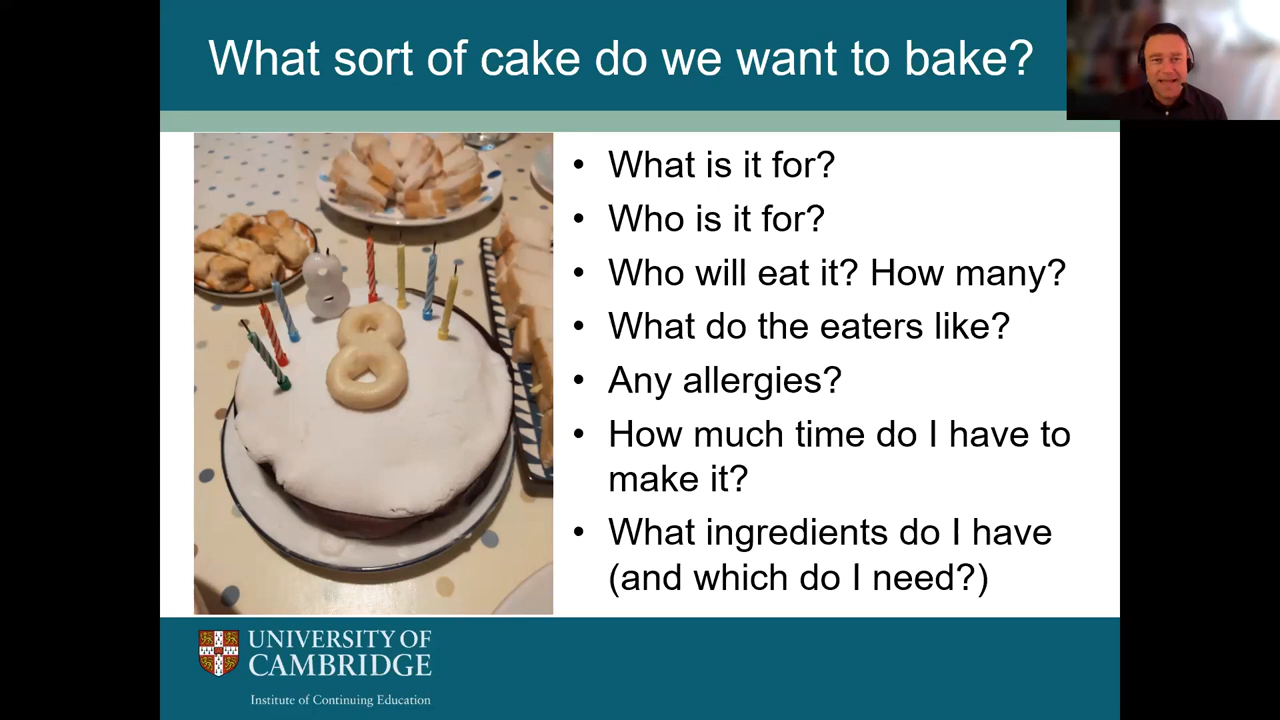 What sort of cake do we want to bake?
• What is it for?
• Who is it for?
• Who will eat it? How many?
• What do the eaters like?
• Any allergies?
• How much time do I have to
make it?
• What ingredients do I have
(and which do I need?)
8
8
UNIVERSITY OF
CAMBRIDGE
Institute of Continuing Education